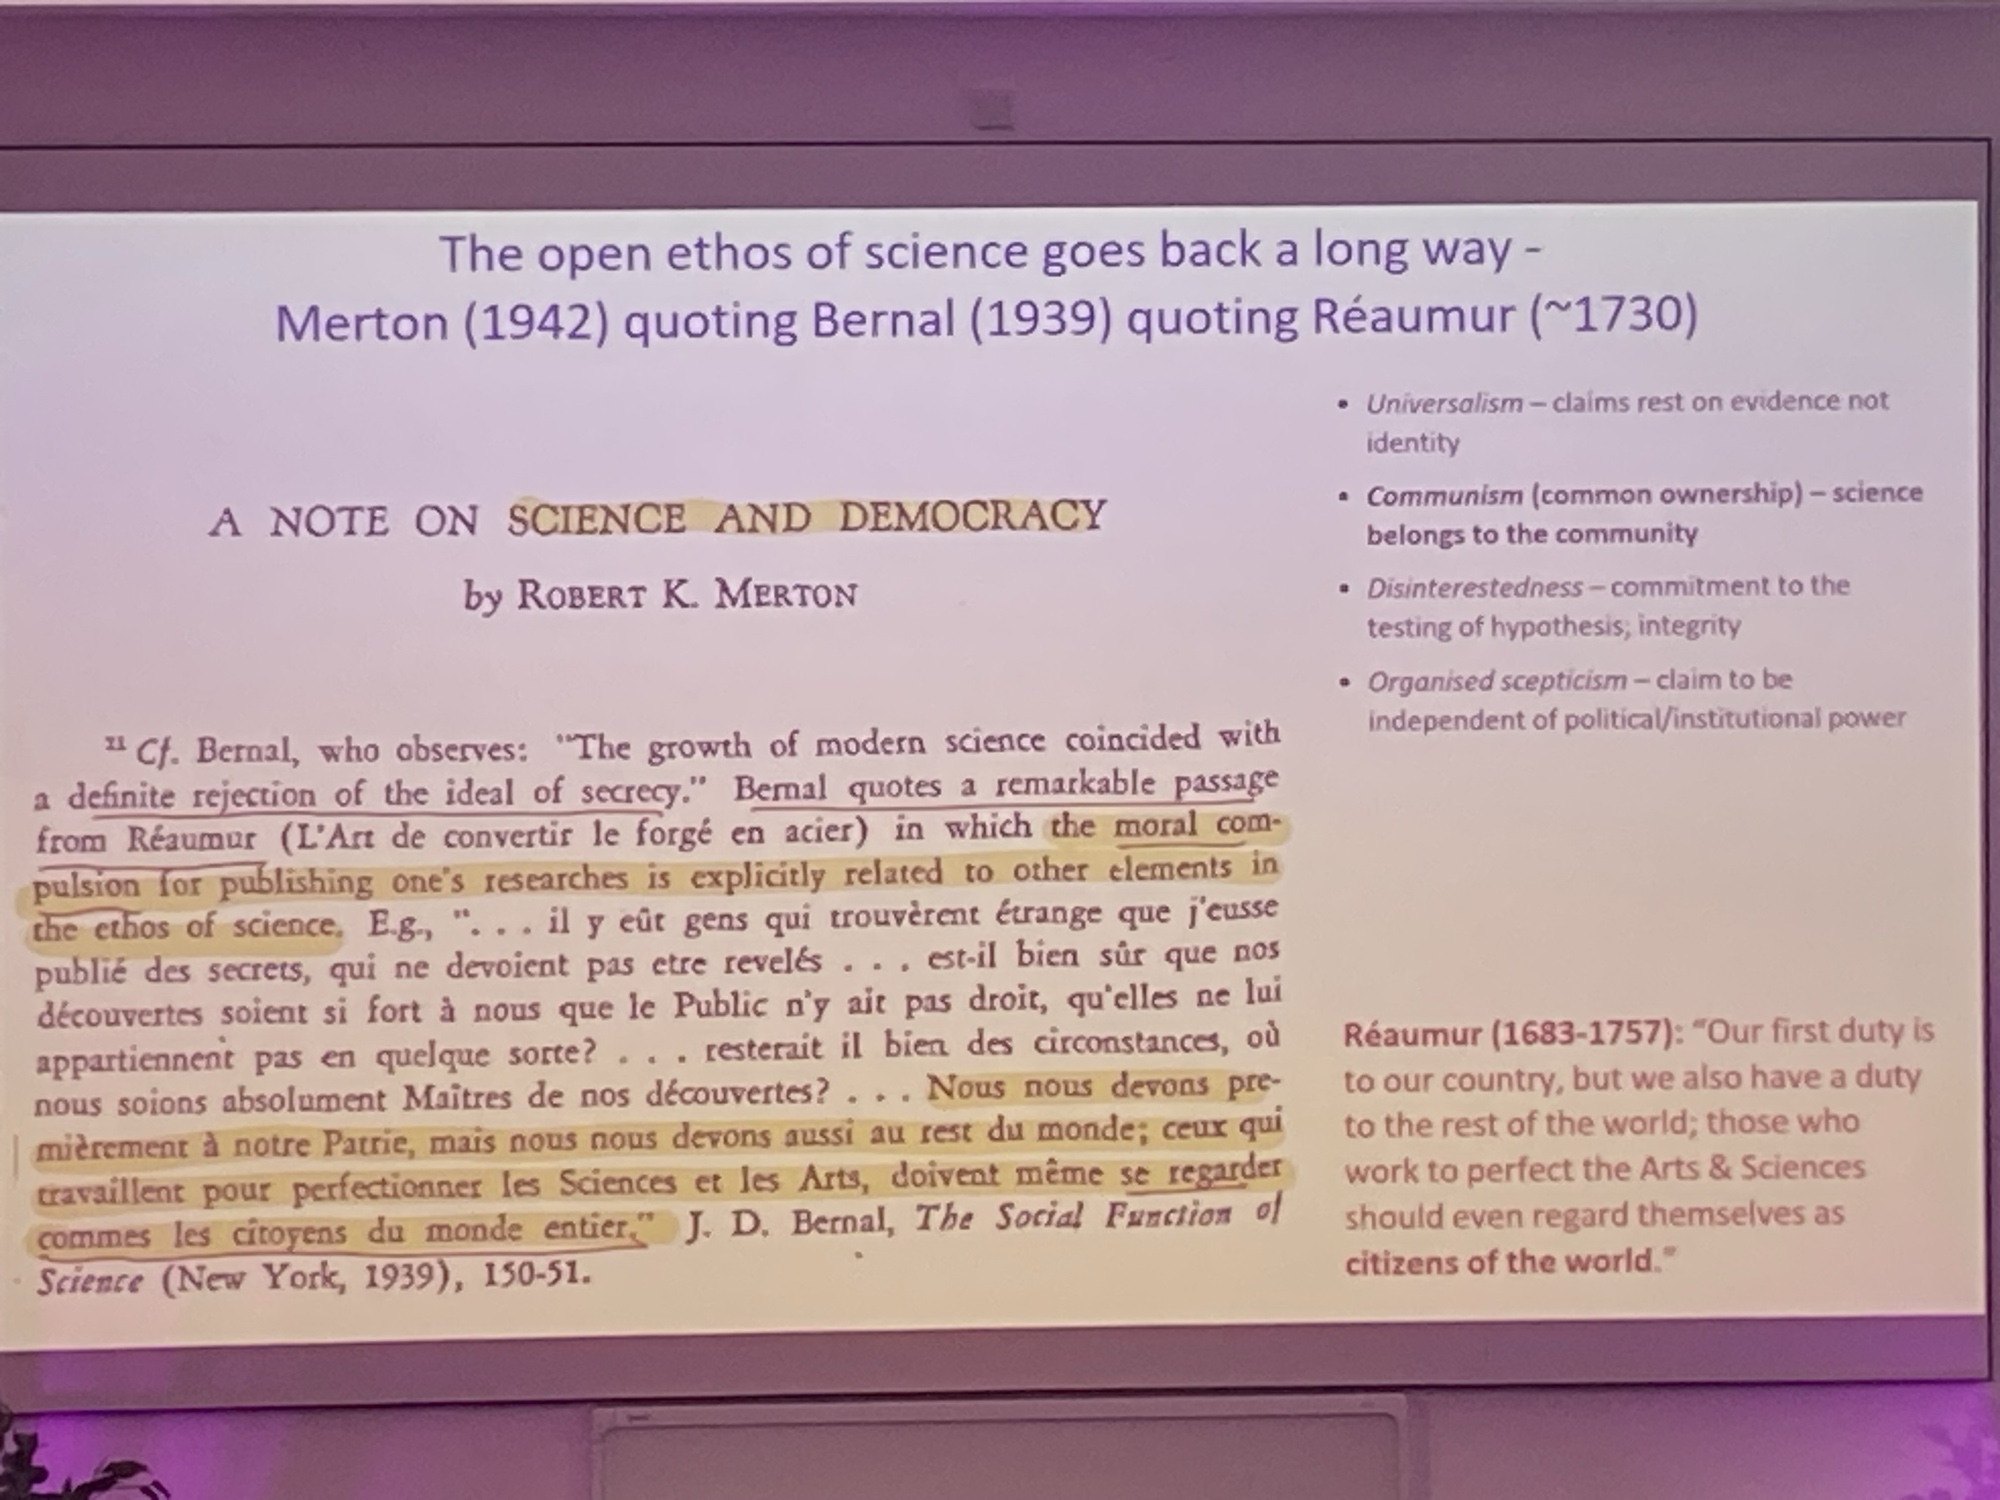 The open ethos of science goes back a long way -
Merton (1942) quoting Bernal (1939) quoting Réaumur (~1730)
A NOTE ON SCIENCE AND DEMOCRACY
by ROBERT K. MERTON
²¹ Cf. Bernal, who observes: "The growth of modern science coincided with
a definite rejection of the ideal of secrecy." Bernal quotes a remarkable passage
from Réaumur (L'Art de convertir le forgé en acier) in which the moral com-
pulsion for publishing one's researches is explicitly related to other elements in
the ethos of science. E.g., ". . . il y eût gens qui trouvèrent étrange que j'eusse
publié des secrets, qui ne devoient pas etre revelés . . . est-il bien sûr que nos
découvertes soient si fort à nous que le Public n'y ait pas droit, qu'elles ne lui
appartiennent pas en quelque sorte? . . . resterait il bien des circonstances, où
nous soions absolument Maîtres de nos découvertes? . . . Nous nous devons pre-
mièrement à notre Patrie, mais nous nous devons aussi au rest du monde; ceux qui
travaillent pour perfectionner les Sciences et les Arts, doivent même se regarder
commes les citoyens du monde entier." J. D. Bernal, The Social Function of
Science (New York, 1939), 150-51.
• Universalism – claims rest on evidence not
identity
• Communism (common ownership) – science
belongs to the community
• Disinterestedness – commitment to the
testing of hypothesis; integrity
• Organised scepticism – claim to be
independent of political/institutional power
Réaumur (1683-1757): "Our first duty is
to our country, but we also have a duty
to the rest of the world; those who
work to perfect the Arts & Sciences
should even regard themselves as
citizens of the world."